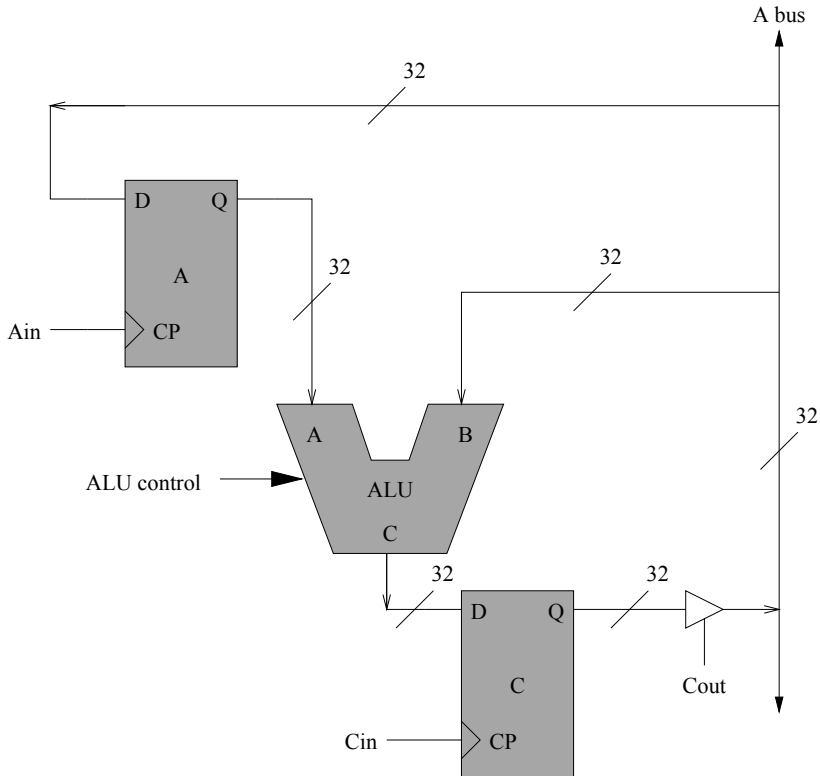 A bus
32
D Q
32
A
32
Ain CP
A B
32
ALU control ALU
C
32 32
D Q
C Cout
Cin CP